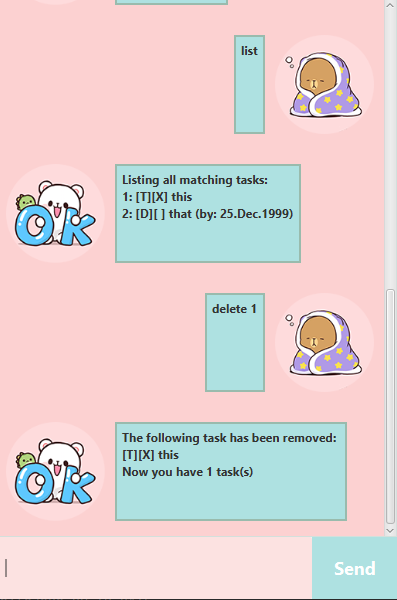 list
Listing all matching tasks:
1: [T][X] this
2: [D][ ] that (by: 25.Dec.1999)
OK
delete 1
The following task has been removed:
[T][X] this
Now you have 1 task(s)
OK
Send